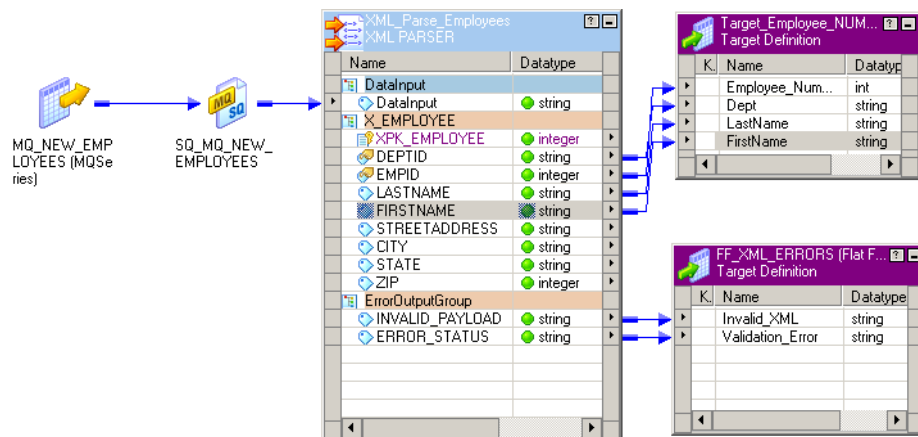 MQ_NEW_EMP
LOYEES (MQSe
ries)
MQ
SQ
SQ_MQ_NEW_
EMPLOYEES
XML_Parse_Employees
XML PARSER
Name Datatype
DataInput
DataInput string
X_EMPLOYEE
XPK_EMPLOYEE integer
DEPTID string
EMPID integer
LASTNAME string
FIRSTNAME string
STREETADDRESS string
CITY string
STATE string
ZIP integer
ErrorOutputGroup
INVALID_PAYLOAD string
ERROR_STATUS string
Target_Employee_NUM...
Target Definition
K. Name Datatyp
Employee_Num... int
Dept string
LastName string
FirstName string
FF_XML_ERRORS (Flat F...
Target Definition
K. Name Datatype
Invalid_XML string
Validation_Error string